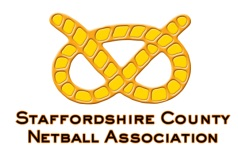 STAFFORDSHIRE COUNTY
NETBALL ASSOCIATION